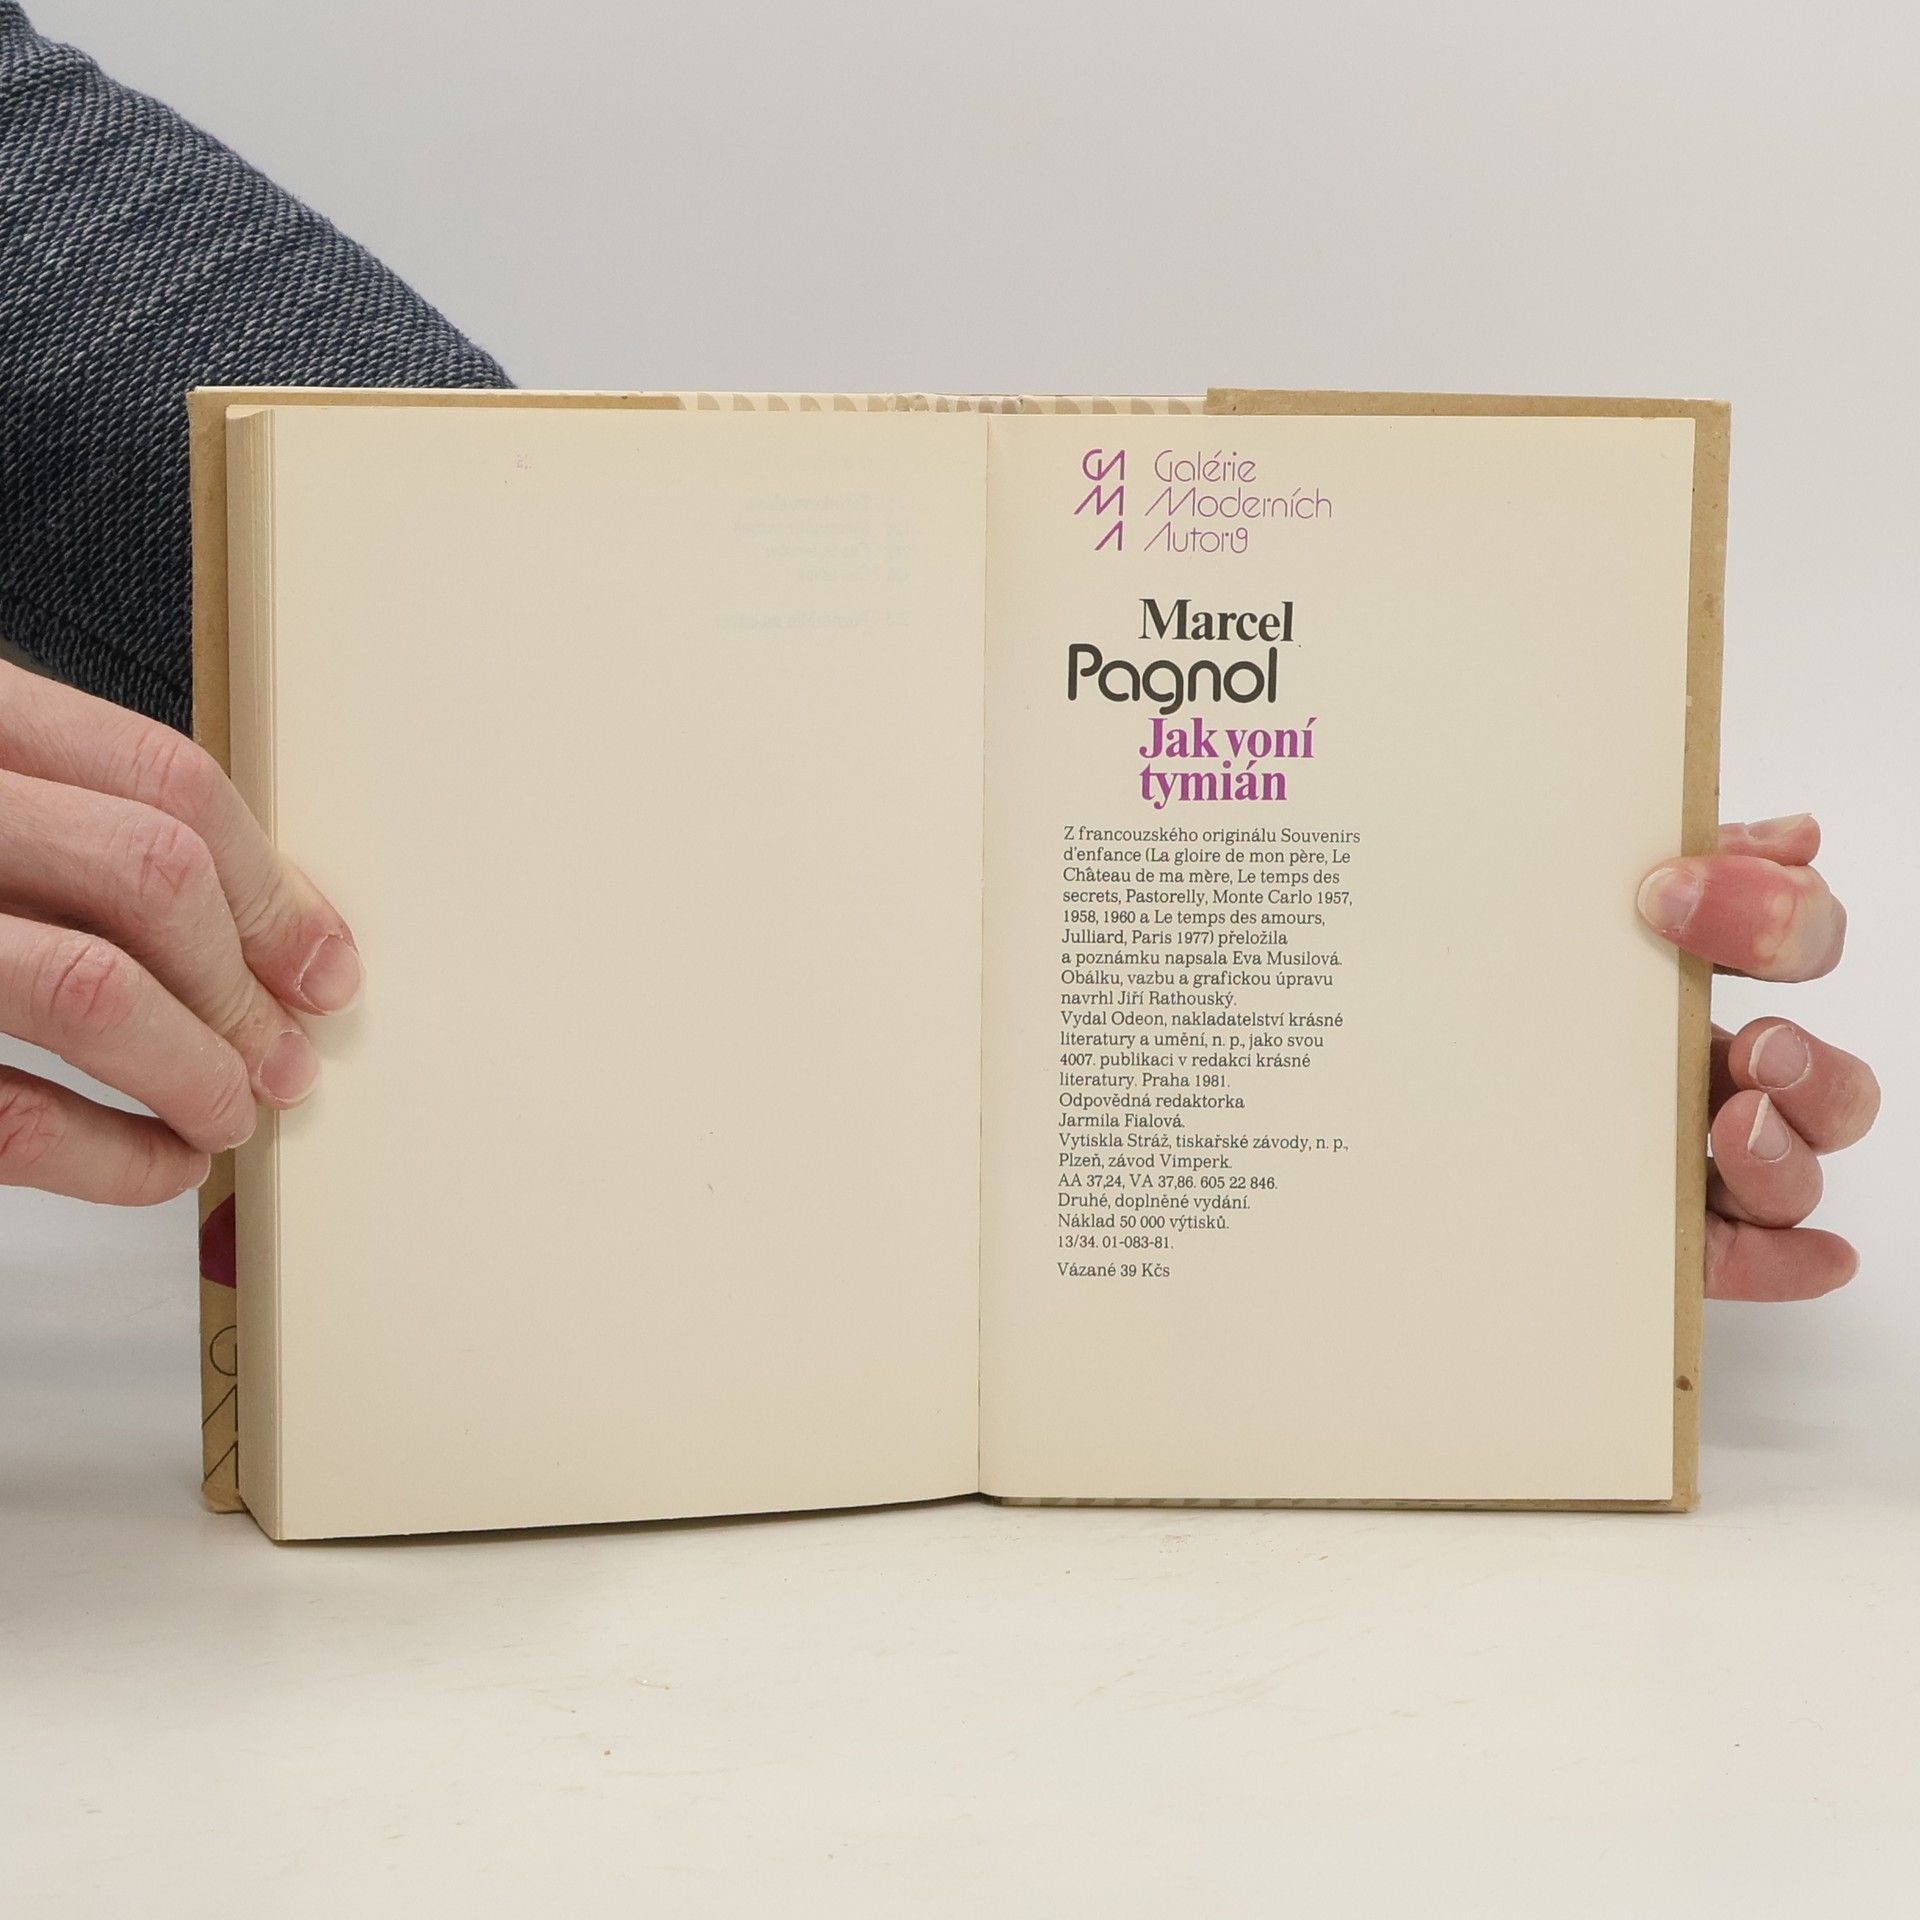 GA Galérie
M Moderních
A Autorů
Marcel
Pagnol
Jak voní
tymián
Z francouzského originálu Souvenirs
d'enfance (La gloire de mon père, Le
Château de ma mère, Le temps des
secrets, Pastorelly, Monte Carlo 1957,
1958, 1960 a Le temps des amours,
Julliard, Paris 1977) přeložila
a poznámku napsala Eva Musilová.
Obálku, vazbu a grafickou úpravu
navrhl Jiří Rathouský.
Vydal Odeon, nakladatelství krásné
literatury a umění, n. p., jako svou
4007. publikaci v redakci krásné
literatury. Praha 1981.
Odpovědná redaktorka
Jarmila Fialová.
Vytiskla Stráž, tiskařské závody, n. p.,
Plzeň, závod Vimperk.
AA 37,24, VA 37,86. 605 22 846.
Druhé, doplněné vydání.
Náklad 50 000 výtisků.
13/34. 01-083-81.
Vázané 39 Kčs